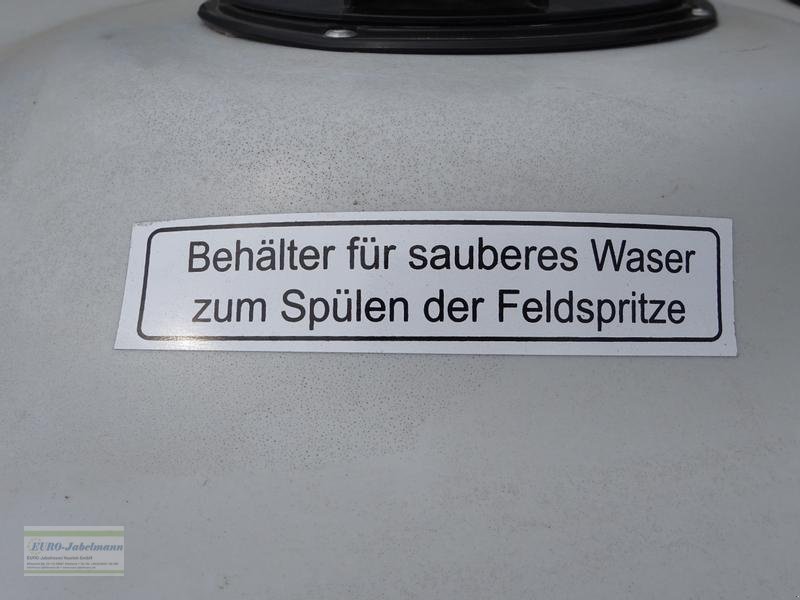 Behälter für sauberes Waser
zum Spülen der Feldspritze
EURO-Jabelmann